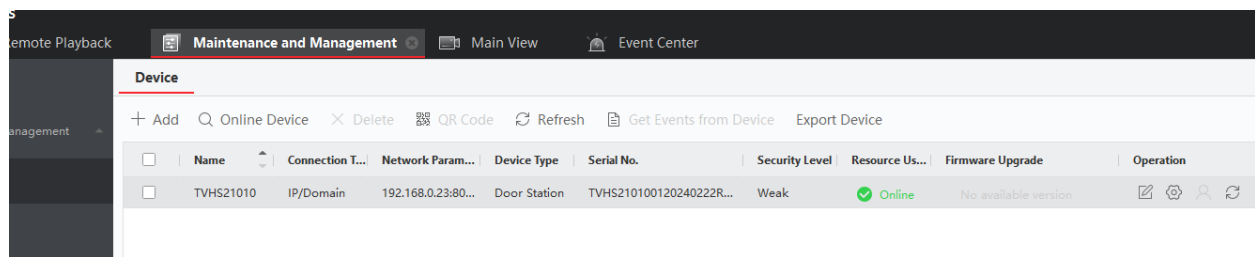 emote Playback Maintenance and Management Main View Event Center
Device
anagement
+ Add Online Device Delete QR Code Refresh Get Events from Device Export Device
Name Connection T... Network Param... Device Type Serial No. Security Level Resource Us... Firmware Upgrade Operation
TVHS21010 IP/Domain 192.168.0.23:80... Door Station TVHS210100120240222R... Weak Online No available version